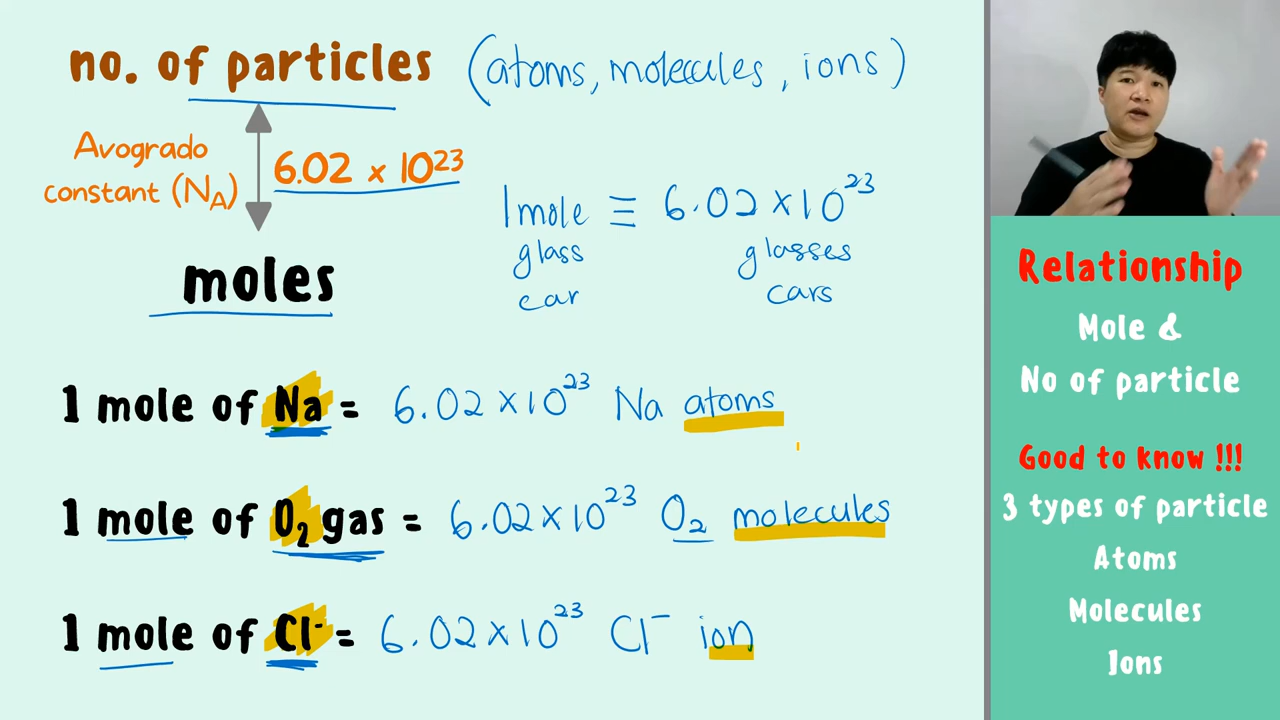 no. of particles (atoms, molecules, ions)
Avogrado
constant (N_A)
6.02 x 10²³
1 mole ≡ 6.02 × 10²³
glass glasses
car cars
moles
1 mole of Na = 6.02 × 10²³ Na atoms
1 mole of O₂ gas = 6.02 × 10²³ O₂ molecules
1 mole of Cl⁻ = 6.02 × 10²³ Cl⁻ ion
Relationship
Mole &
No of particle
Good to know !!!
3 types of particle
Atoms
Molecules
Ions